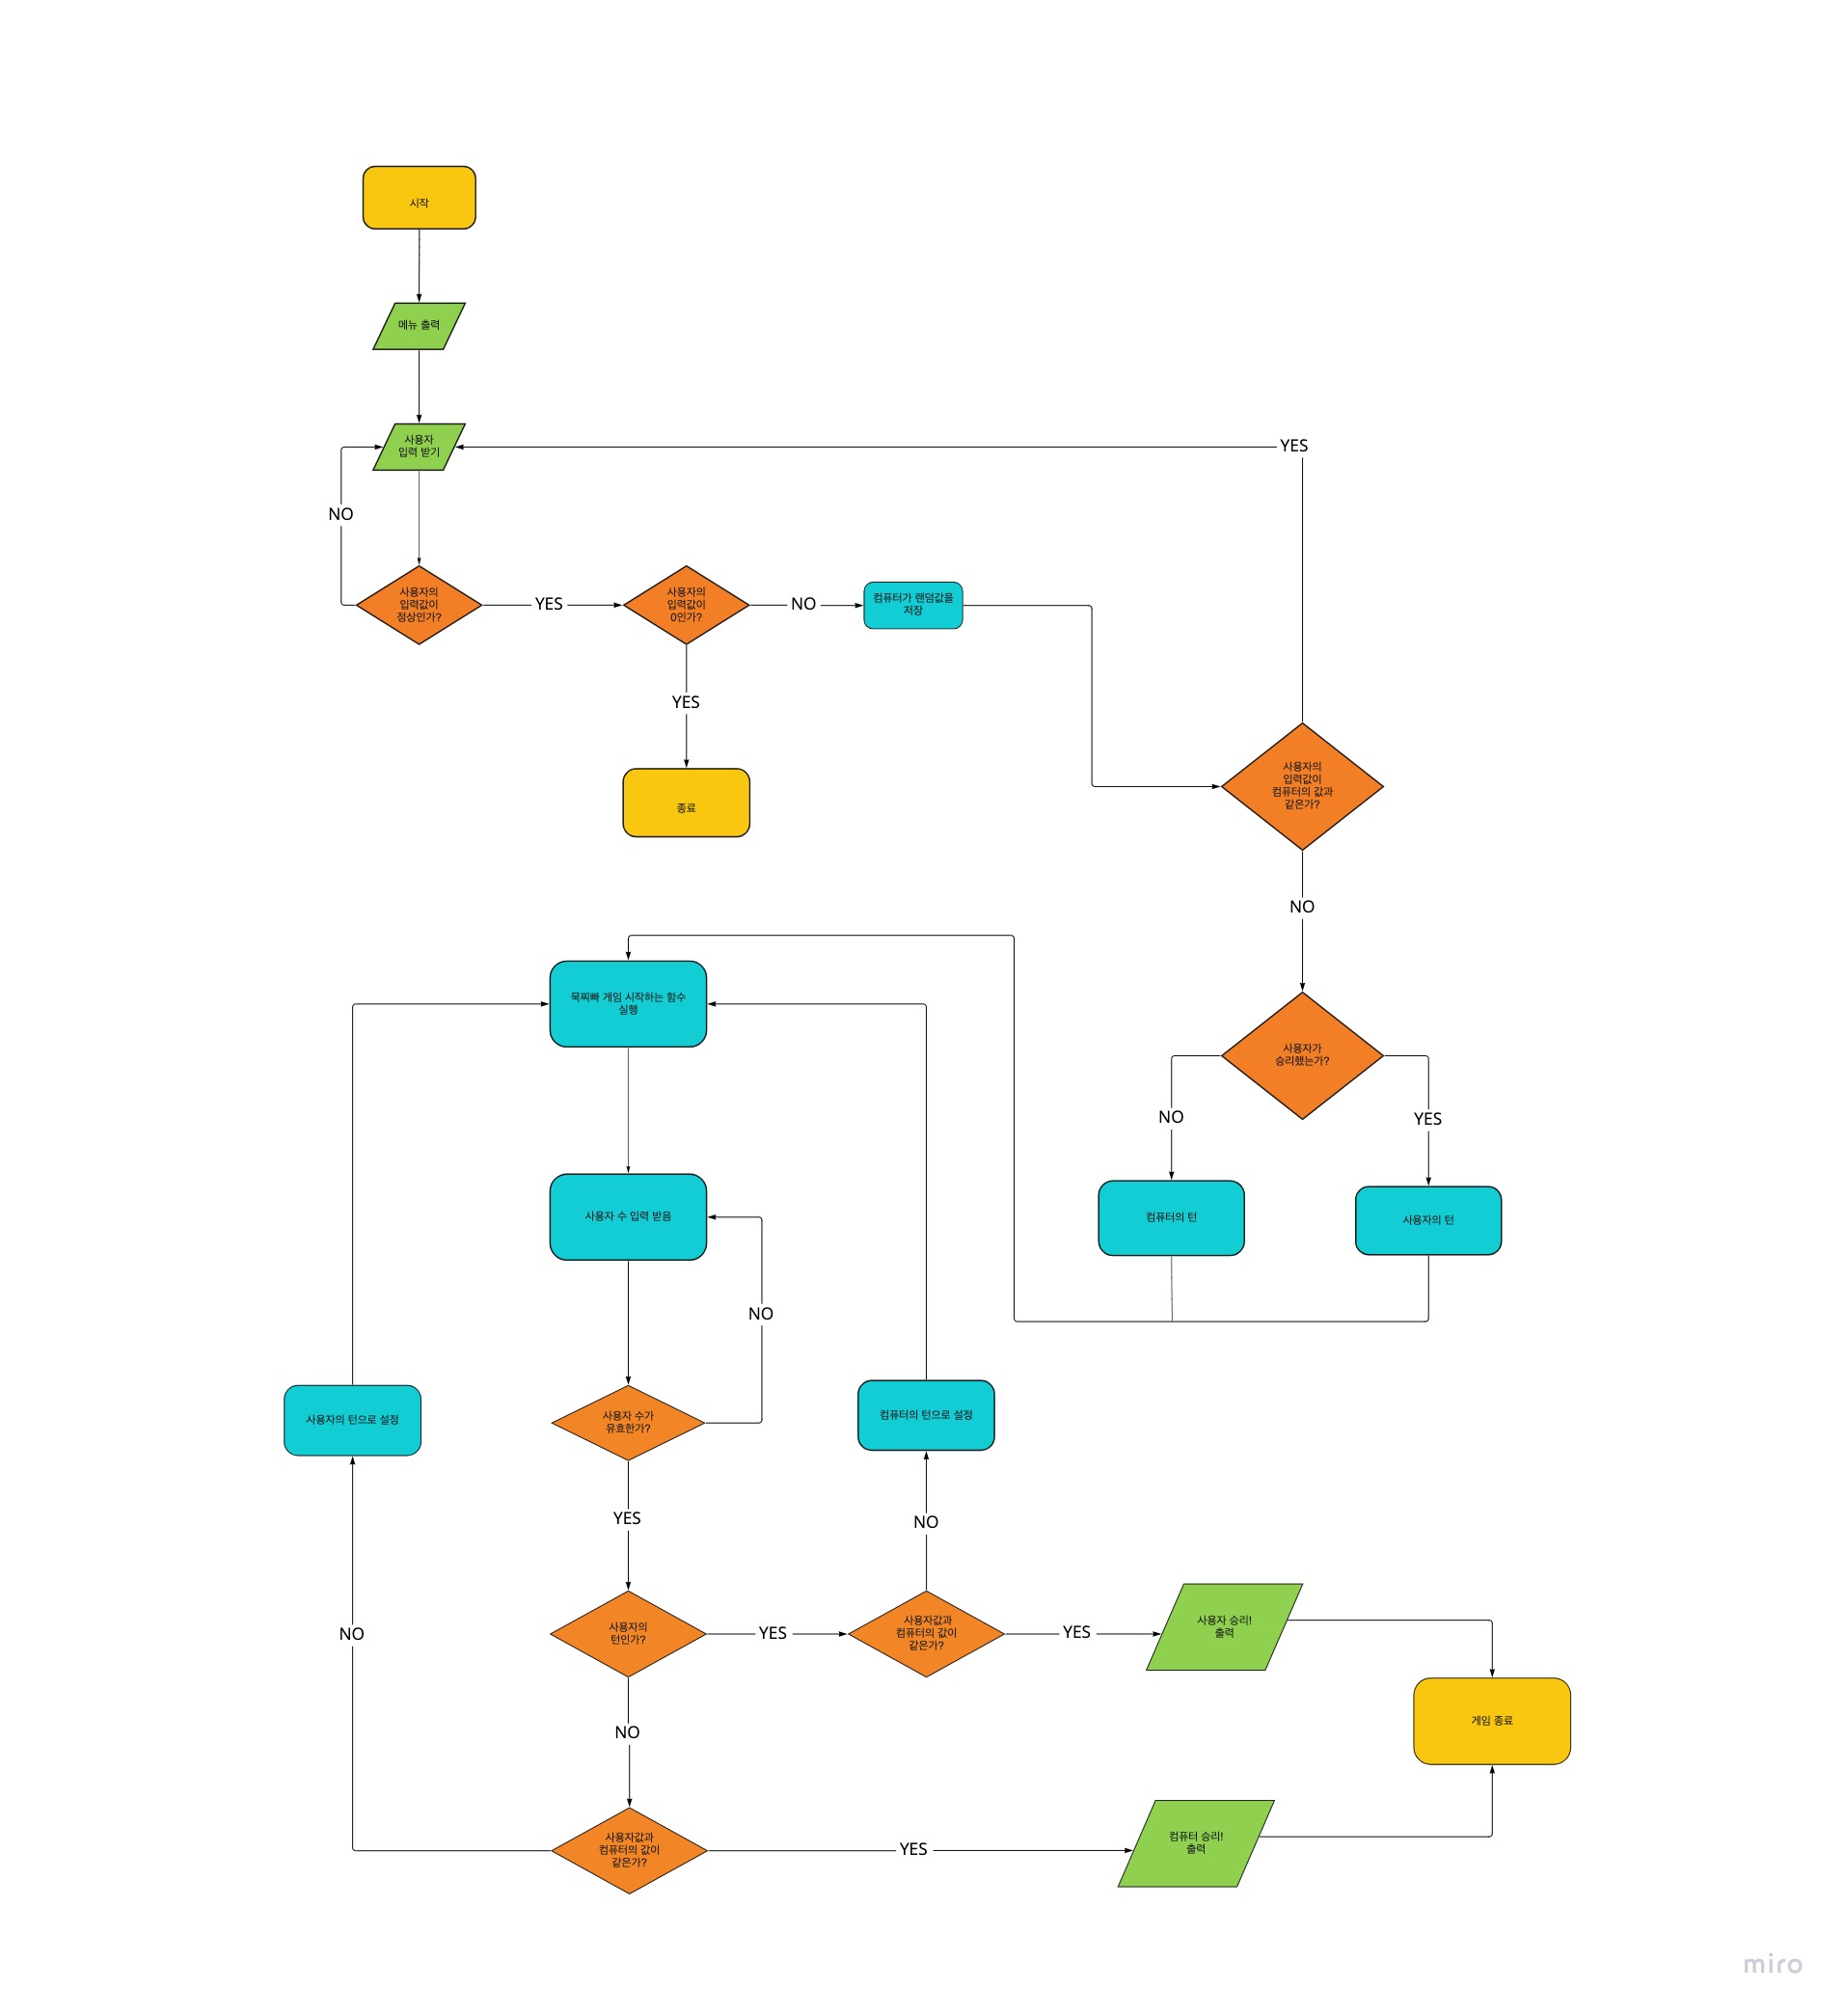 시작
메뉴 출력
사용자
입력 받기
YES
NO
사용자의
입력값이
정상인가?
YES
사용자의
입력값이
0인가?
NO
컴퓨터가 랜덤값을
저장
YES
종료
사용자의
입력값이
컴퓨터의 값과
같은가?
NO
묵찌빠 게임 시작하는 함수
실행
사용자가
승리했는가?
NO
YES
사용자 수 입력 받음
컴퓨터의 턴
사용자의 턴
NO
사용자의 턴으로 설정
사용자 수가
유효한가?
컴퓨터의 턴으로 설정
YES
NO
NO
사용자의
턴인가?
YES
사용자값과
컴퓨터의 값이
같은가?
YES
사용자 승리!
출력
NO
게임 종료
사용자값과
컴퓨터의 값이
같은가?
YES
컴퓨터 승리!
출력
miro